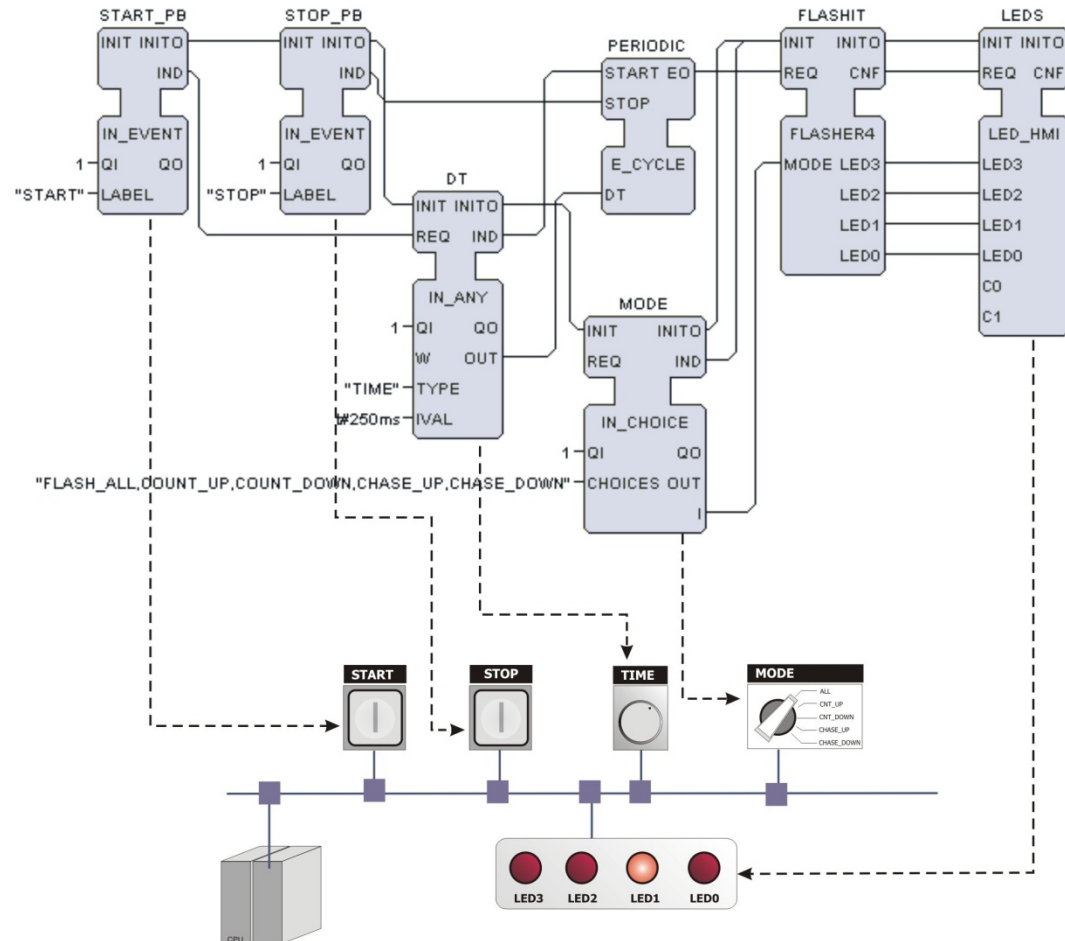 START_PB
INIT INITO
IND
IN_EVENT
1 QI QO
"START" LABEL
STOP_PB
INIT INITO
IND
IN_EVENT
1 QI QO
"STOP" LABEL
DT
INIT INITO
REQ IND
IN_ANY
1 QI QO
W OUT
"TIME" TYPE
t#250ms IVAL
PERIODIC
START EO
STOP
E_CYCLE
DT
MODE
INIT INITO
REQ IND
IN_CHOICE
1 QI QO
"FLASH_ALL,COUNT_UP,COUNT_DOWN,CHASE_UP,CHASE_DOWN" CHOICES OUT
I
FLASHIT
INIT INITO
REQ CNF
FLASHER4
MODE LED3
LED2
LED1
LED0
LEDS
INIT INITO
REQ CNF
LED_HMI
LED3
LED2
LED1
LED0
C0
C1
START
STOP
TIME
MODE
ALL
CNT_UP
CNT_DOWN
CHASE_UP
CHASE_DOWN
LED3 LED2 LED1 LED0
CPU